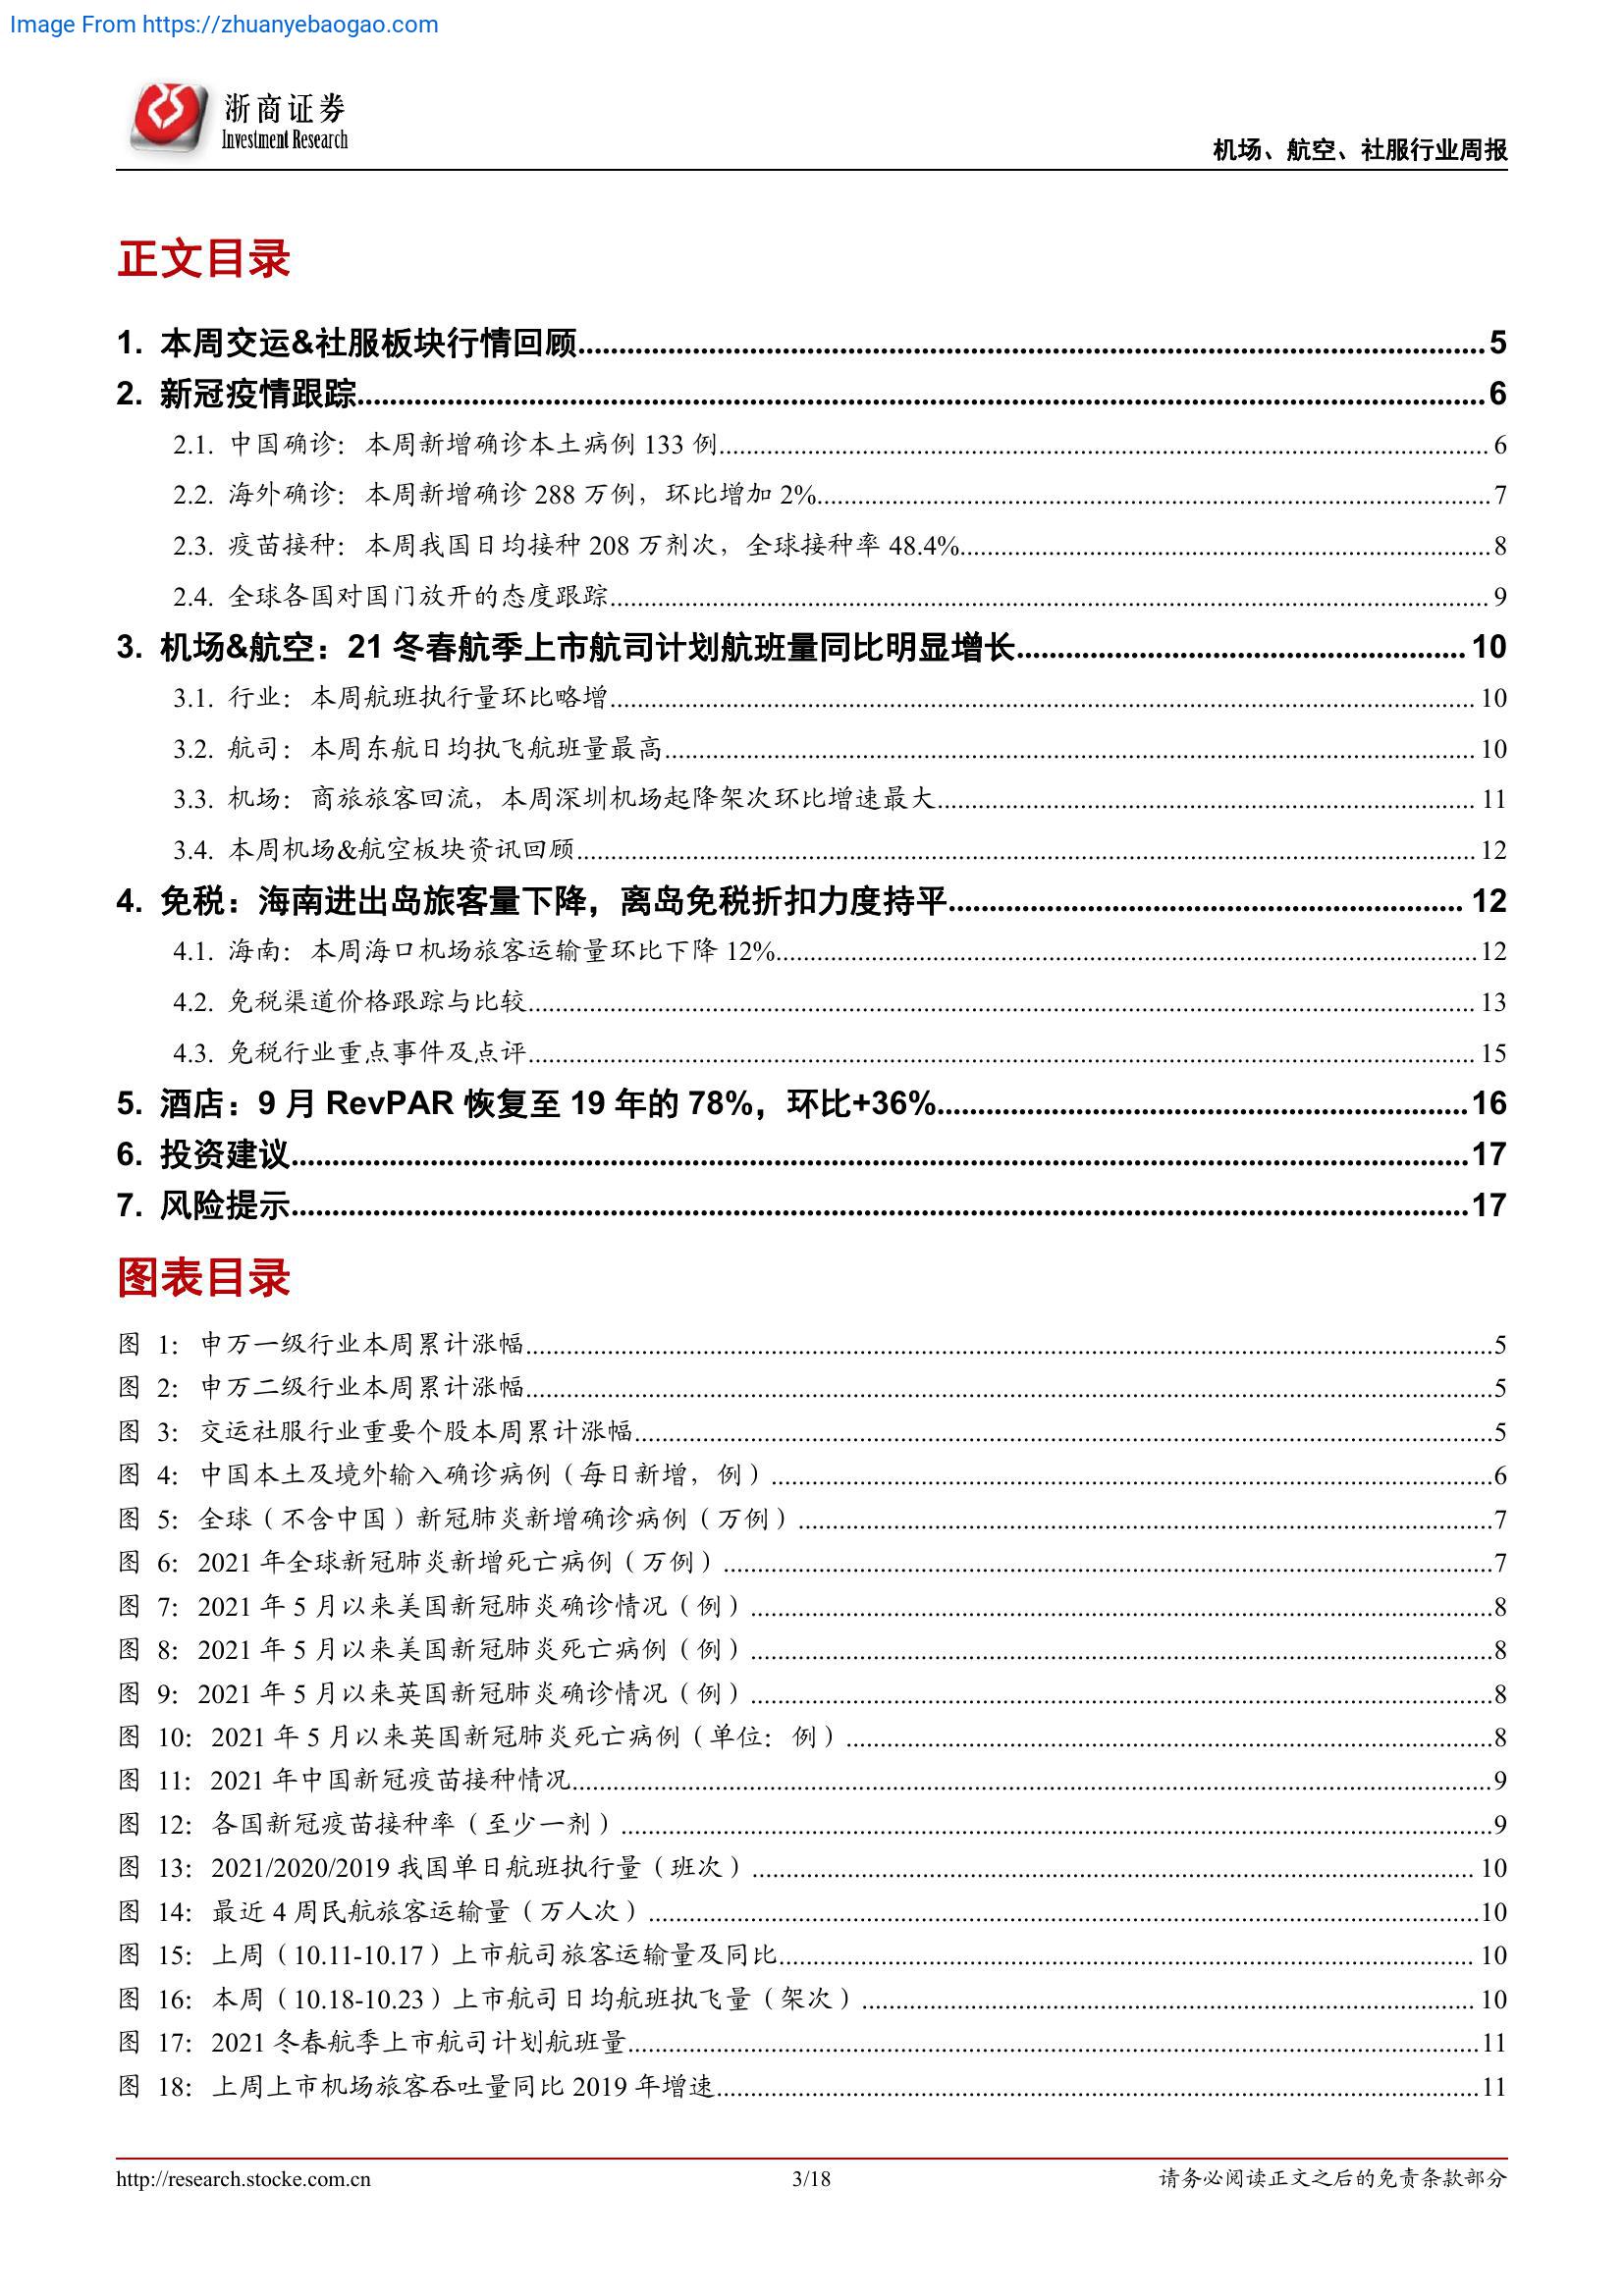 Image From https://zhuanyebaogao.com
浙商证券
Investment Research
机场、航空、社服行业周报
正文目录
1. 本周交运&社服板块行情回顾........................5
2. 新冠疫情跟踪........................6
2.1. 中国确诊：本周新增确诊本土病例 133 例........................6
2.2. 海外确诊：本周新增确诊 288 万例，环比增加 2%........................7
2.3. 疫苗接种：本周我国日均接种 208 万剂次，全球接种率 48.4%........................8
2.4. 全球各国对国门放开的态度跟踪........................9
3. 机场&航空：21 冬春航季上市航司计划航班量同比明显增长........................10
3.1. 行业：本周航班执行量环比略增........................10
3.2. 航司：本周东航日均执飞航班量最高........................10
3.3. 机场：商旅旅客回流，本周深圳机场起降架次环比增速最大........................11
3.4. 本周机场&航空板块资讯回顾........................12
4. 免税：海南进出岛旅客量下降，离岛免税折扣力度持平........................12
4.1. 海南：本周海口机场旅客运输量环比下降 12%........................12
4.2. 免税渠道价格跟踪与比较........................13
4.3. 免税行业重点事件及点评........................15
5. 酒店：9 月 RevPAR 恢复至 19 年的 78%，环比+36%........................16
6. 投资建议........................17
7. 风险提示........................17
图表目录
图 1：申万一级行业本周累计涨幅........................5
图 2：申万二级行业本周累计涨幅........................5
图 3：交运社服行业重要个股本周累计涨幅........................5
图 4：中国本土及境外输入确诊病例（每日新增，例）........................6
图 5：全球（不含中国）新冠肺炎新增确诊病例（万例）........................7
图 6：2021 年全球新冠肺炎新增死亡病例（万例）........................7
图 7：2021 年 5 月以来美国新冠肺炎确诊情况（例）........................8
图 8：2021 年 5 月以来美国新冠肺炎死亡病例（例）........................8
图 9：2021 年 5 月以来英国新冠肺炎确诊情况（例）........................8
图 10：2021 年 5 月以来英国新冠肺炎死亡病例（单位：例）........................8
图 11：2021 年中国新冠疫苗接种情况........................9
图 12：各国新冠疫苗接种率（至少一剂）........................9
图 13：2021/2020/2019 我国单日航班执行量（班次）........................10
图 14：最近 4 周民航旅客运输量（万人次）........................10
图 15：上周（10.11-10.17）上市航司旅客运输量及同比........................10
图 16：本周（10.18-10.23）上市航司日均航班执飞量（架次）........................10
图 17：2021 冬春航季上市航司计划航班量........................11
图 18：上周上市机场旅客吞吐量同比 2019 年增速........................11
http://research.stocke.com.cn
3/18
请务必阅读正文之后的免责条款部分